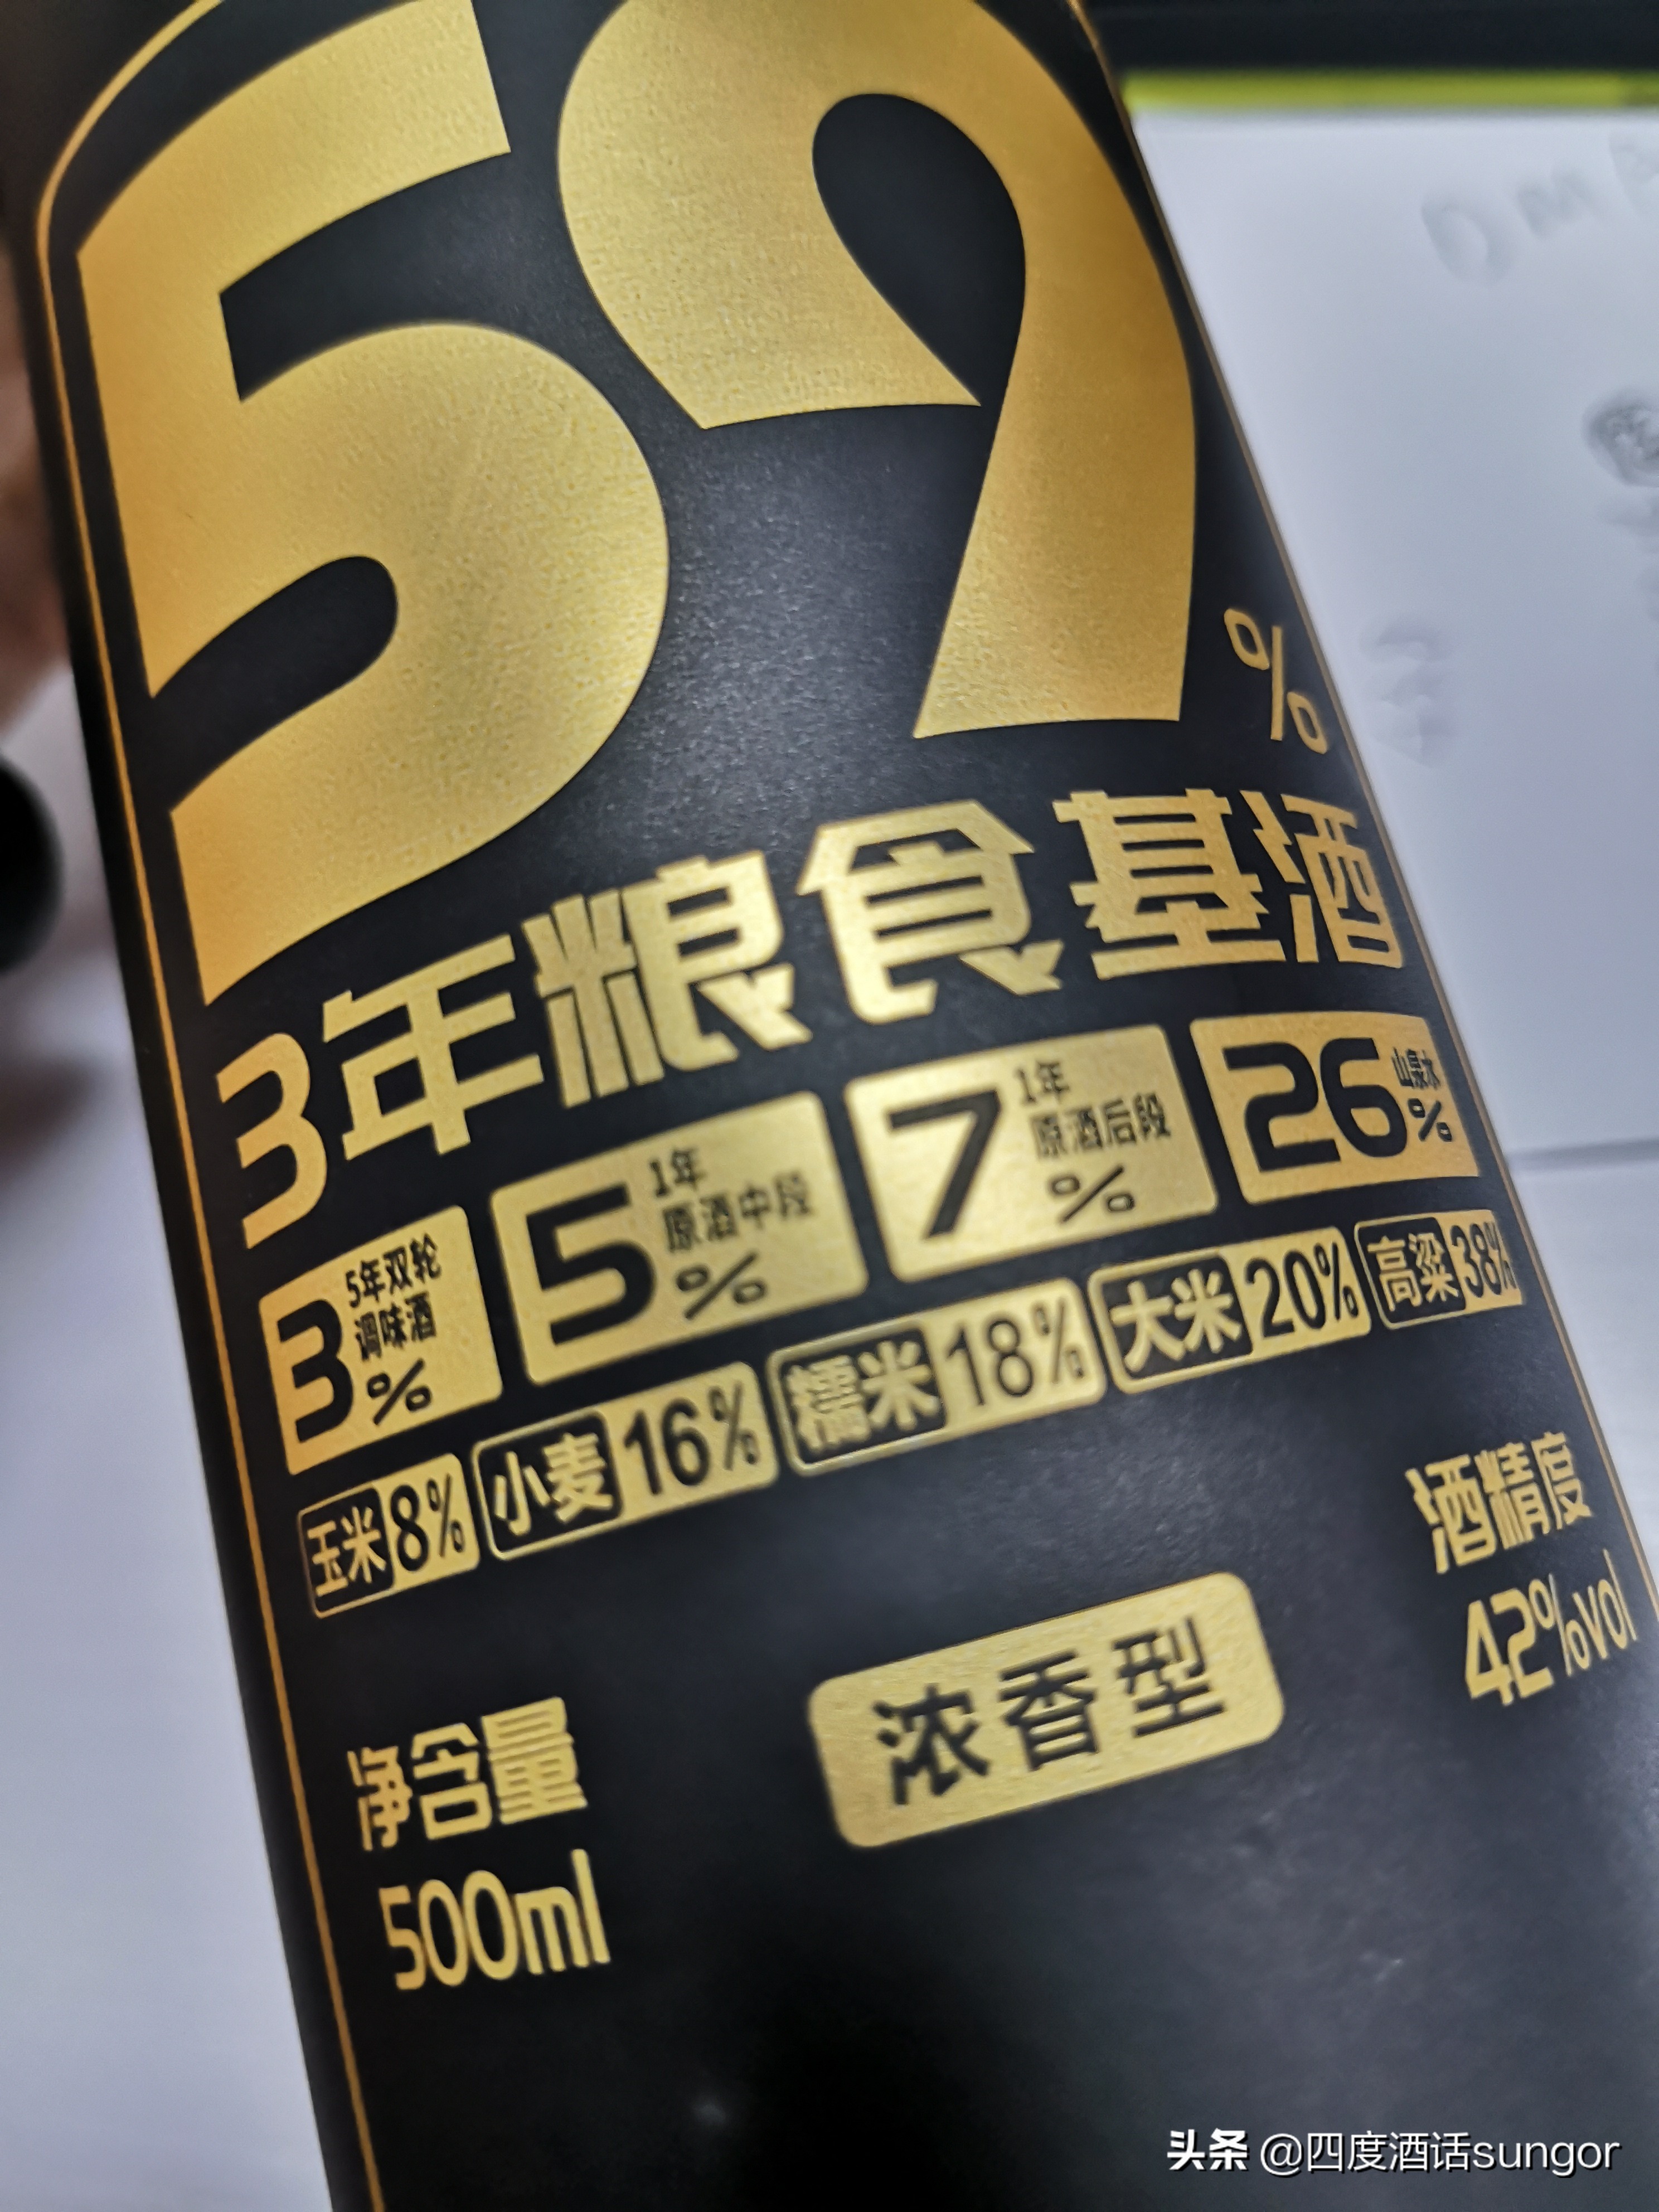 59%
3年粮食基酒
3% 5年双轮调味酒
5% 1年原酒中段
7% 1年原酒后段
26% 山泉水
玉米8% 小麦16% 糯米18% 大米20% 高粱38%
酒精度
42%vol
浓香型
净含量
500ml
头条 @四度酒话sungor